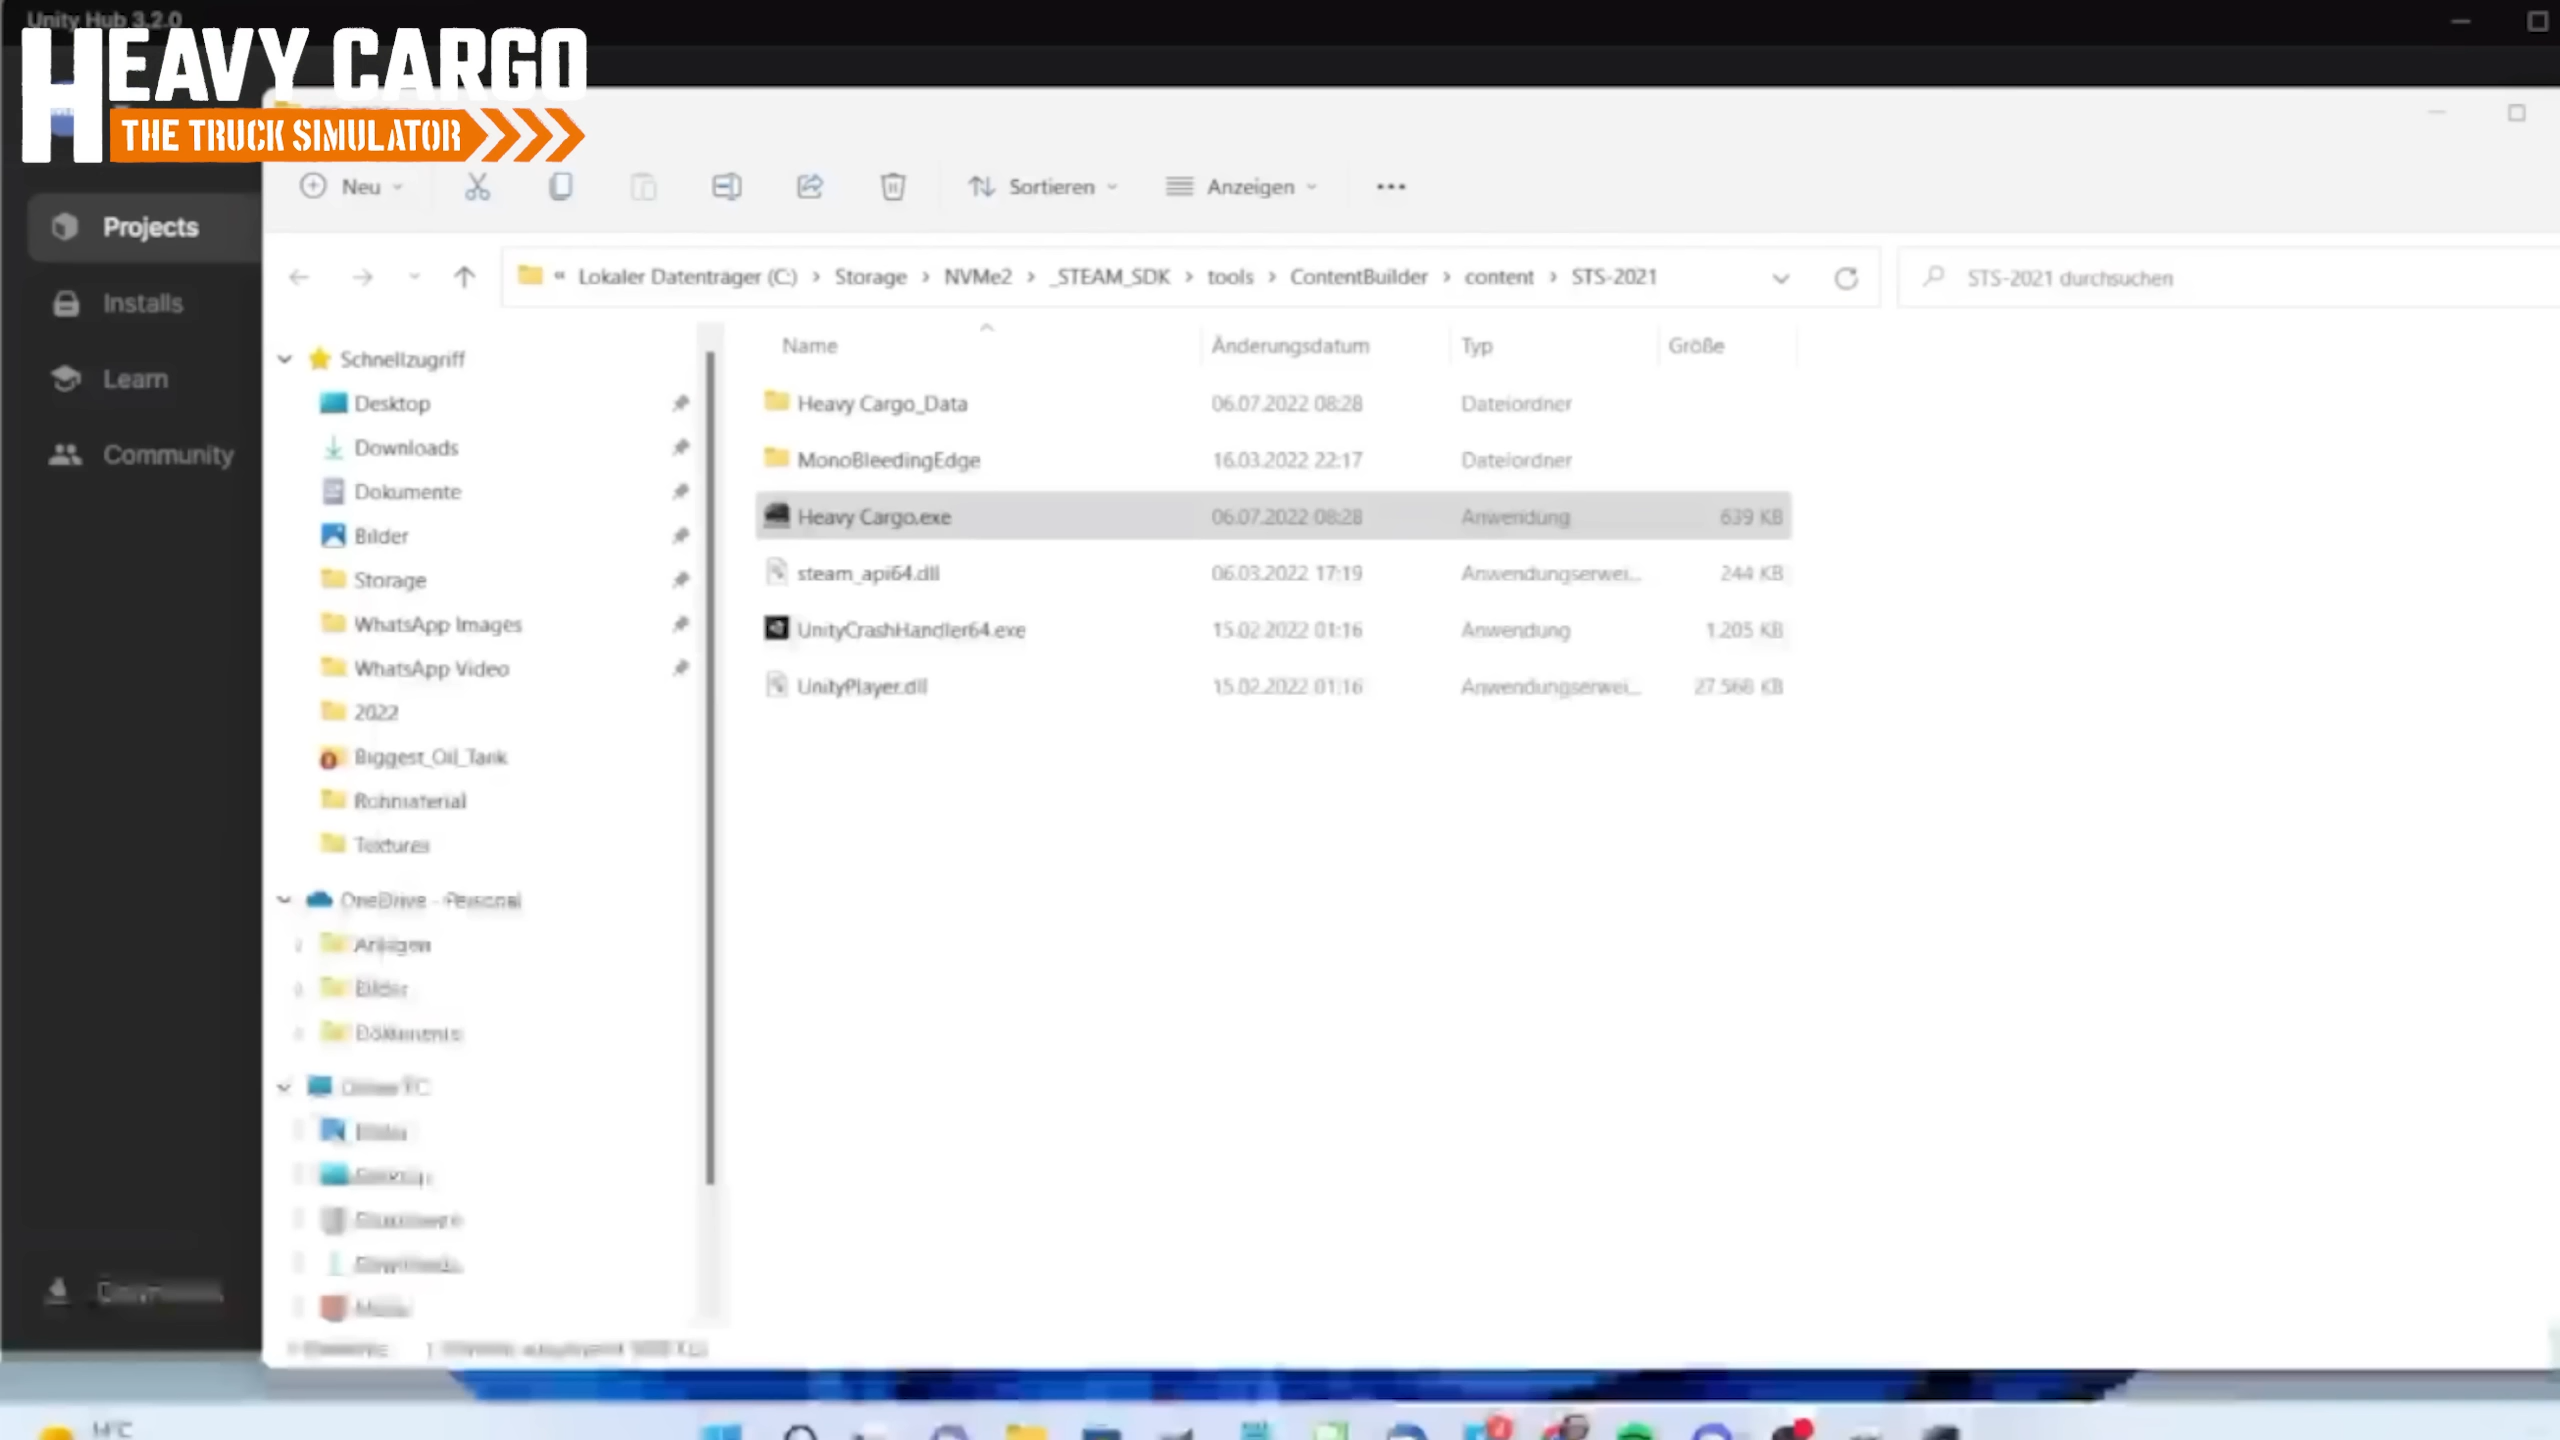 Unity Hub 3.2.0
HEAVY CARGO
THE TRUCK SIMULATOR
Neu
Sortieren
Anzeigen
Projects
Installs
Learn
Community
« Lokaler Datenträger (C:) › Storage › NVMe2 › _STEAM_SDK › tools › ContentBuilder › content › STS-2021
STS-2021 durchsuchen
Schnellzugriff
Desktop
Downloads
Dokumente
Bilder
Storage
WhatsApp Images
WhatsApp Video
2022
Biggest_Oil_Tank
Rohmaterial
Textures
OneDrive - Personal
Bilder
Dokumente
Name Änderungsdatum Typ Größe
Heavy Cargo_Data 06.07.2022 08:28 Dateiordner
MonoBleedingEdge 16.03.2022 22:17 Dateiordner
Heavy Cargo.exe 06.07.2022 08:28 Anwendung 639 KB
steam_api64.dll 06.03.2022 17:19 Anwendungserwei... 244 KB
UnityCrashHandler64.exe 15.02.2022 01:16 Anwendung 1.205 KB
UnityPlayer.dll 15.02.2022 01:16 Anwendungserwei... 27.568 KB
14°C